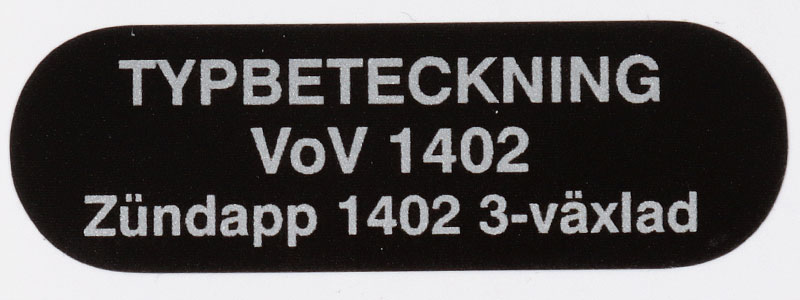 TYPBETECKNING
VoV 1402
Zündapp 1402 3-växlad